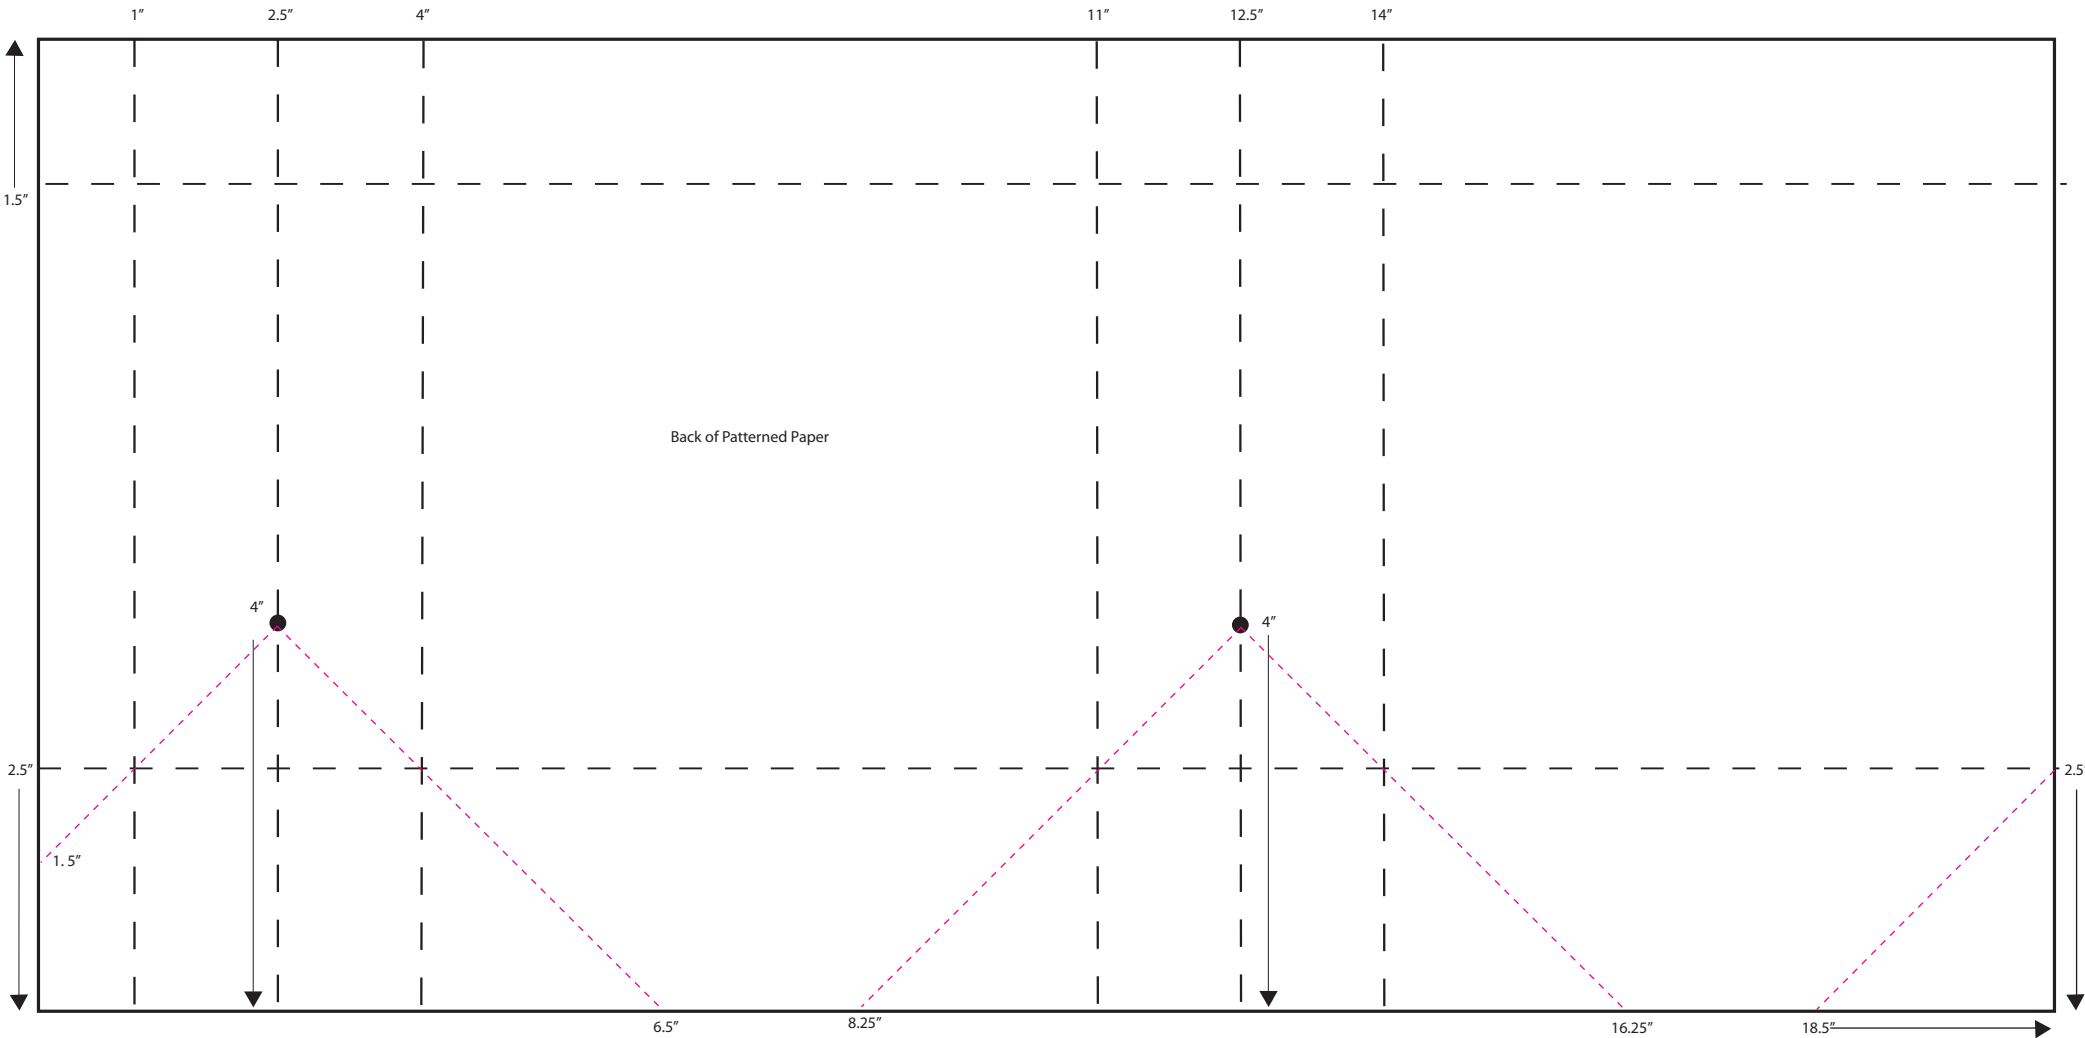 1” 2.5” 4” 11” 12.5” 14”
1.5”
Back of Patterned Paper
4” 4”
2.5” 2.5
1. 5”
6.5” 8.25” 16.25” 18.5”